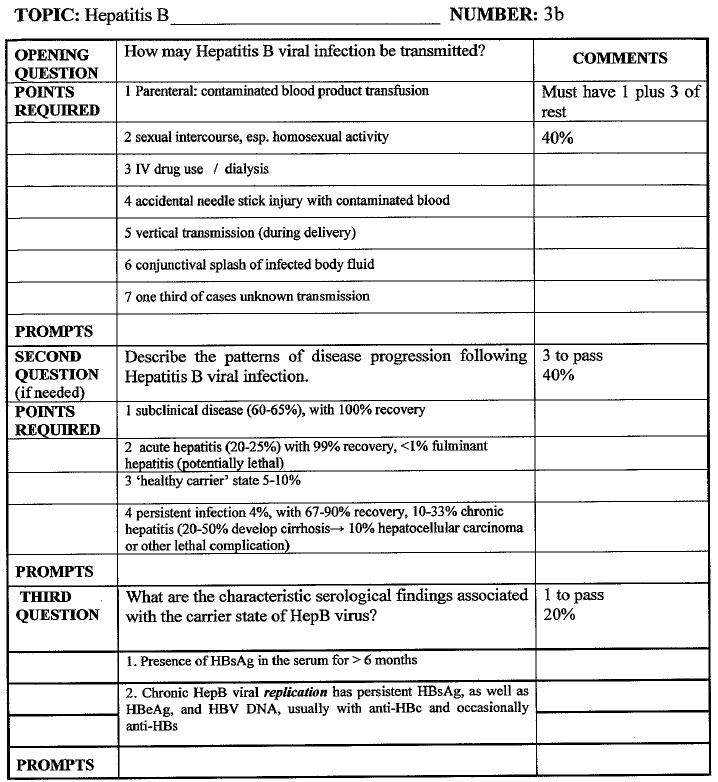 TOPIC: Hepatitis B NUMBER: 3b
OPENING QUESTION
How may Hepatitis B viral infection be transmitted?
COMMENTS
POINTS REQUIRED
1 Parenteral: contaminated blood product transfusion
Must have 1 plus 3 of
rest
2 sexual intercourse, esp. homosexual activity
40%
3 IV drug use / dialysis
4 accidental needle stick injury with contaminated blood
5 vertical transmission (during delivery)
6 conjunctival splash of infected body fluid
7 one third of cases unknown transmission
PROMPTS
SECOND
QUESTION
(if needed)
Describe the patterns of disease progression following
Hepatitis B viral infection.
3 to pass
40%
POINTS
REQUIRED
1 subclinical disease (60-65%), with 100% recovery
2 acute hepatitis (20-25%) with 99% recovery, <1% fulminant
hepatitis (potentially lethal)
3 'healthy carrier' state 5-10%
4 persistent infection 4%, with 67-90% recovery, 10-33% chronic
hepatitis (20-50% develop cirrhosis→ 10% hepatocellular carcinoma
or other lethal complication)
PROMPTS
THIRD
QUESTION
What are the characteristic serological findings associated
with the carrier state of HepB virus?
1 to pass
20%
1. Presence of HBsAg in the serum for > 6 months
2. Chronic HepB viral replication has persistent HBsAg, as well as
HBeAg, and HBV DNA, usually with anti-HBc and occasionally
anti-HBs
PROMPTS